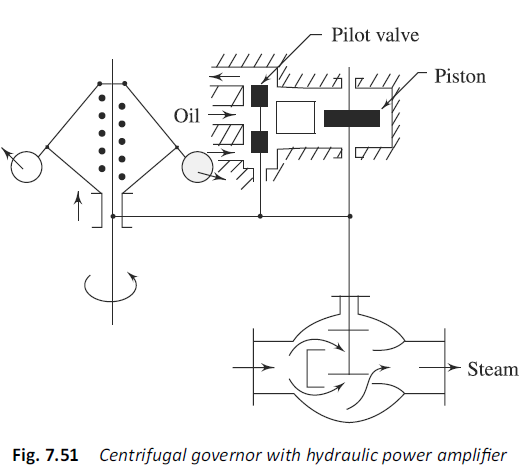 Pilot valve
Piston
Oil
Steam
Fig. 7.51 Centrifugal governor with hydraulic power amplifier